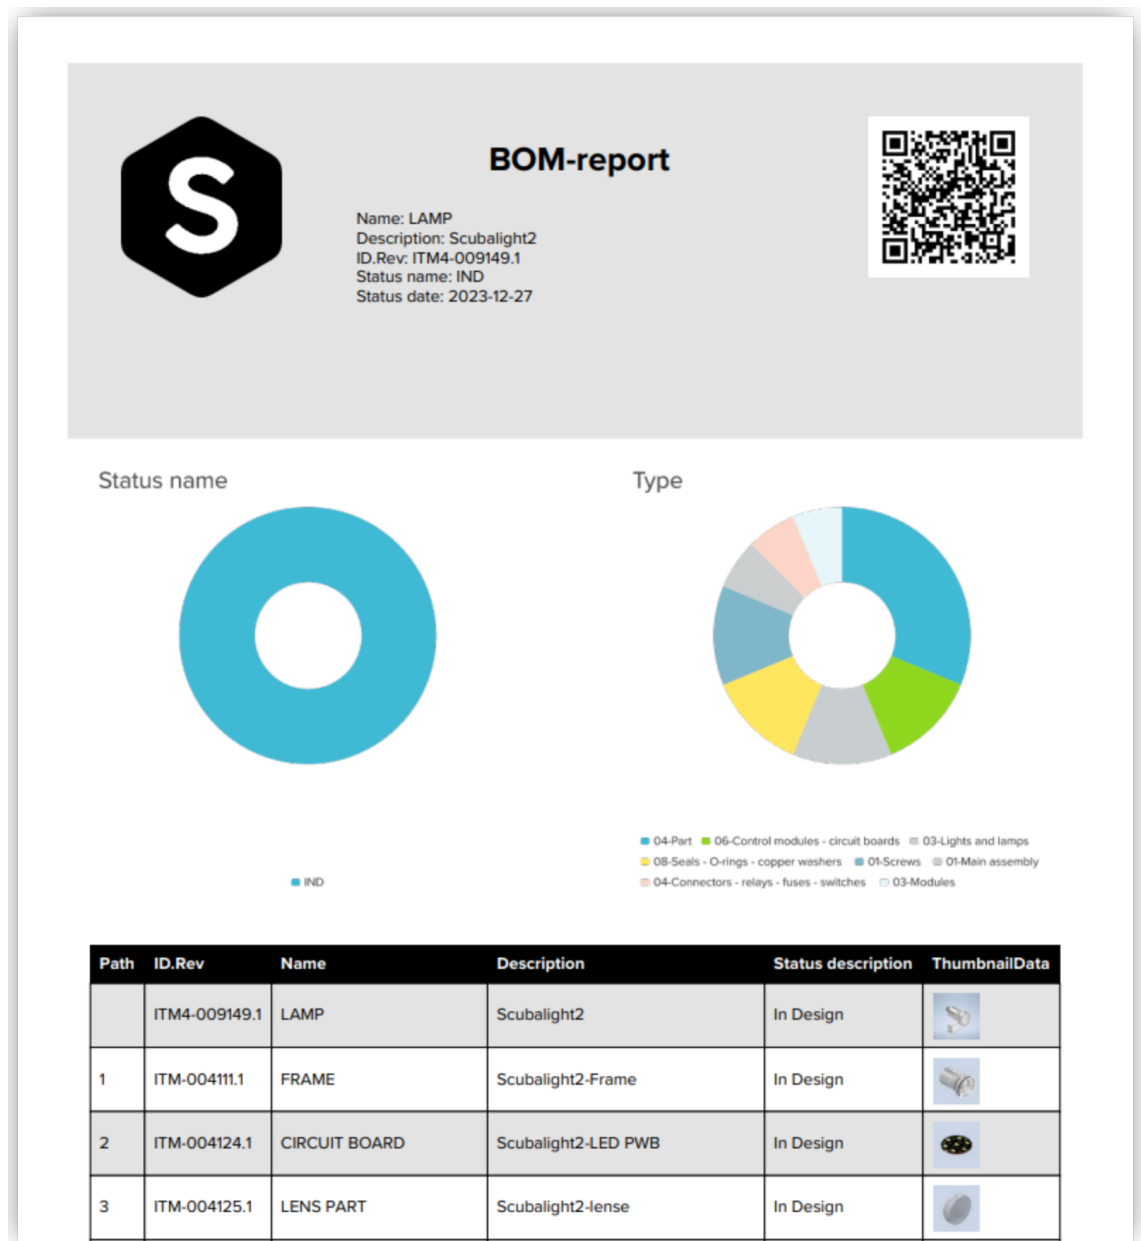 S
BOM-report
Name: LAMP
Description: Scubalight2
ID.Rev: ITM4-009149.1
Status name: IND
Status date: 2023-12-27
Status name
Type
IND
04-Part 06-Control modules - circuit boards 03-Lights and lamps
08-Seals - O-rings - copper washers 01-Screws 01-Main assembly
04-Connectors - relays - fuses - switches 03-Modules
Path ID.Rev Name Description Status description ThumbnailData
ITM4-009149.1 LAMP Scubalight2 In Design
1 ITM-004111.1 FRAME Scubalight2-Frame In Design
2 ITM-004124.1 CIRCUIT BOARD Scubalight2-LED PWB In Design
3 ITM-004125.1 LENS PART Scubalight2-lense In Design